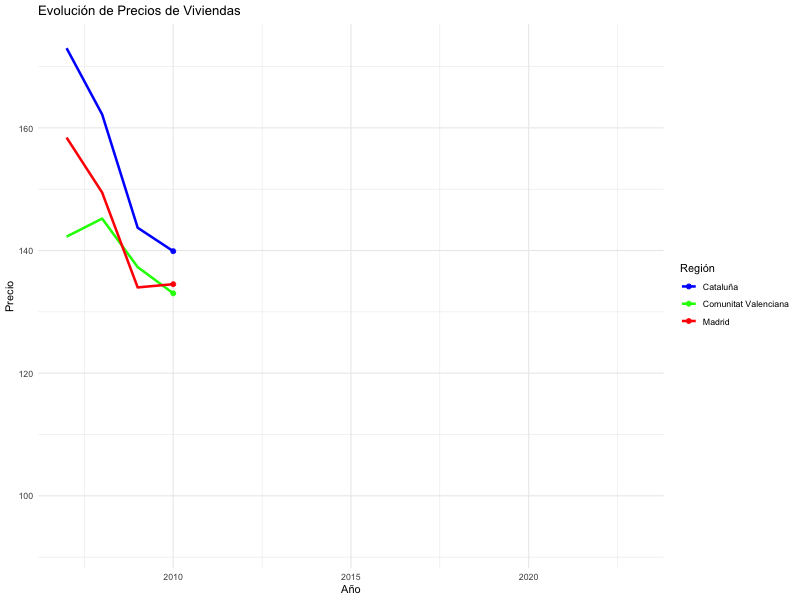 Evolución de Precios de Viviendas
Precio
160
140
120
100
2010
2015
2020
Año
Región
Cataluña
Comunitat Valenciana
Madrid